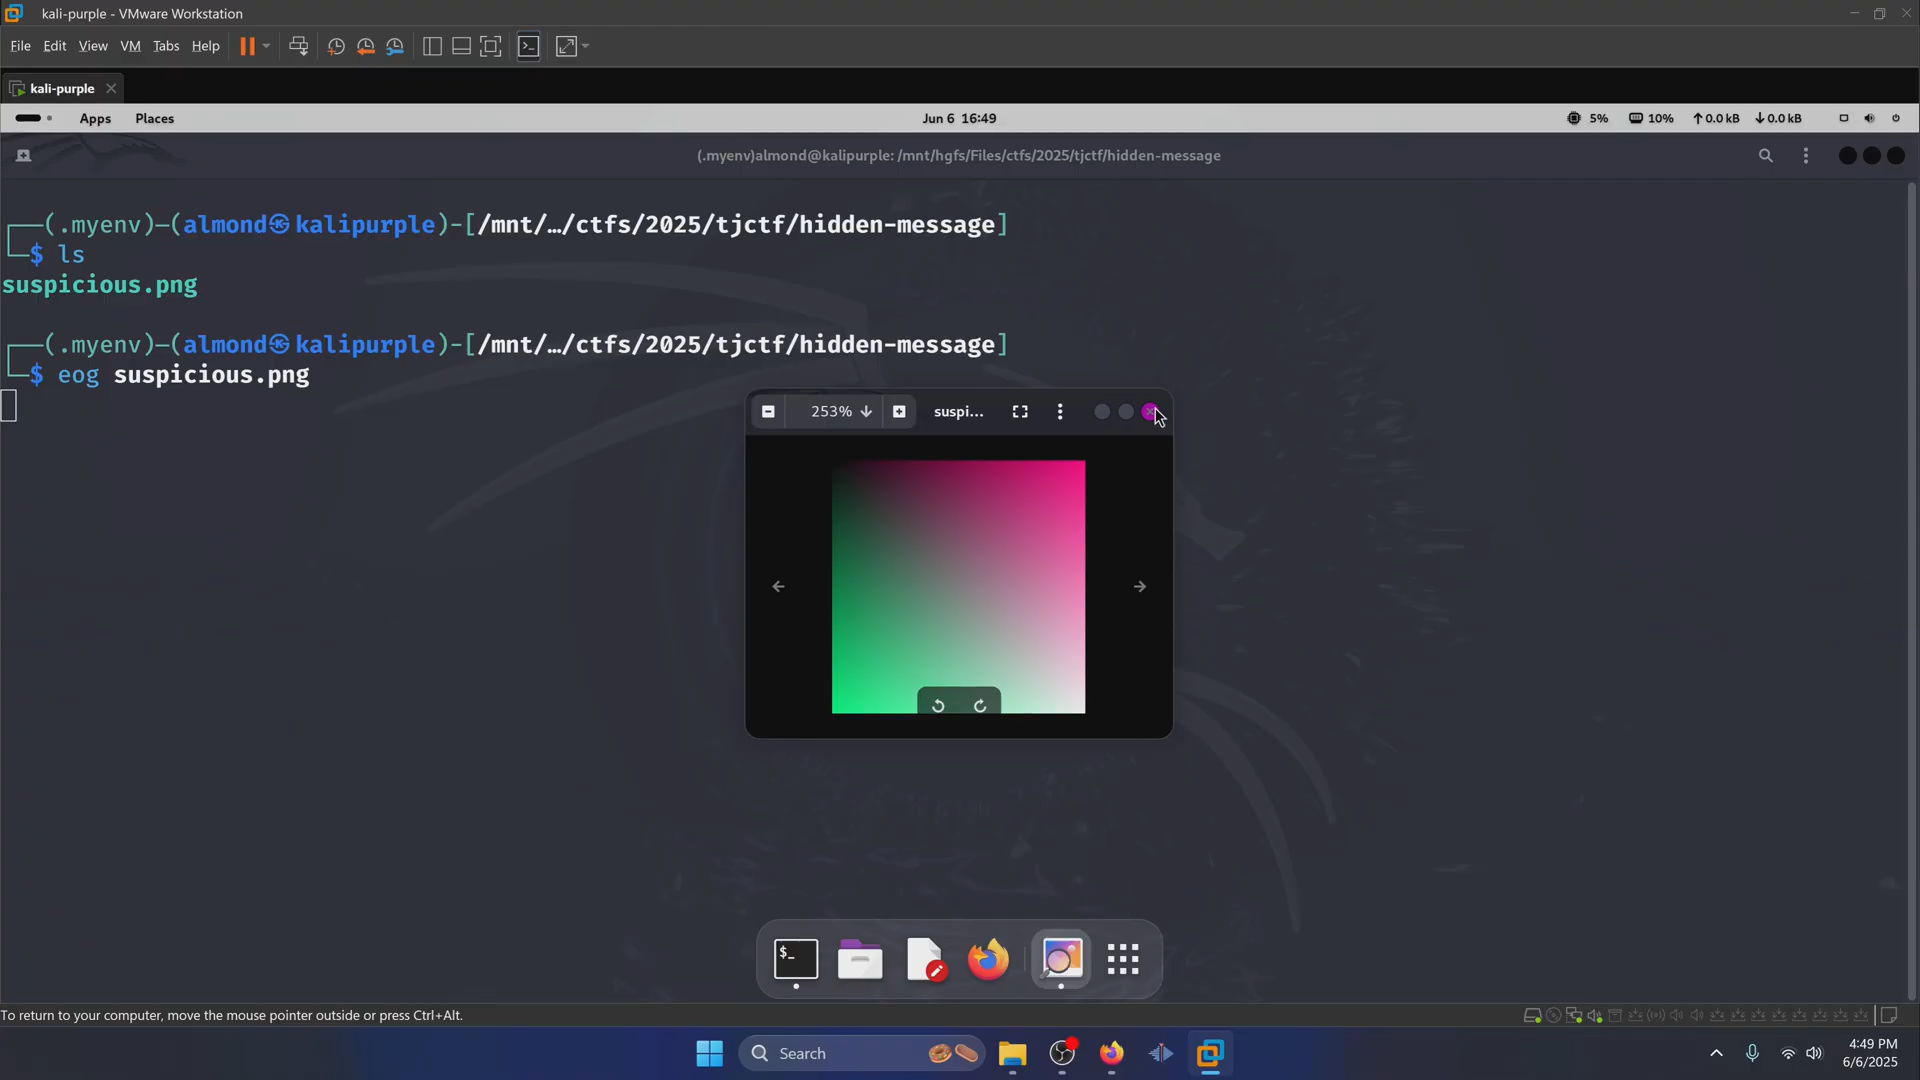 kali-purple - VMware Workstation
File Edit View VM Tabs Help
kali-purple
Apps Places Jun 6 16:49 5% 10% ↑0.0 kB ↓0.0 kB
(.myenv)almond@kalipurple: /mnt/hgfs/Files/ctfs/2025/tjctf/hidden-message
┌──(.myenv)─(almond㉿kalipurple)-[/mnt/…/ctfs/2025/tjctf/hidden-message]
└─$ ls
suspicious.png
┌──(.myenv)─(almond㉿kalipurple)-[/mnt/…/ctfs/2025/tjctf/hidden-message]
└─$ eog suspicious.png
253% suspi...
$_
To return to your computer, move the mouse pointer outside or press Ctrl+Alt.
Search
4:49 PM
6/6/2025